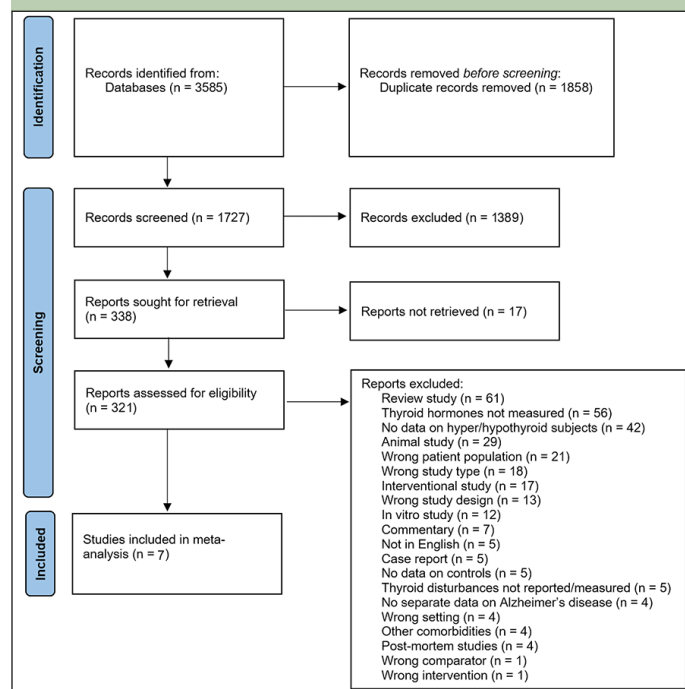 Identification
Records identified from:
Databases (n = 3585)
Records removed before screening:
Duplicate records removed (n = 1858)
Screening
Records screened (n = 1727)
Records excluded (n = 1389)
Reports sought for retrieval
(n = 338)
Reports not retrieved (n = 17)
Reports assessed for eligibility
(n = 321)
Reports excluded:
Review study (n = 61)
Thyroid hormones not measured (n = 56)
No data on hyper/hypothyroid subjects (n = 42)
Animal study (n = 29)
Wrong patient population (n = 21)
Wrong study type (n = 18)
Interventional study (n = 17)
Wrong study design (n = 13)
In vitro study (n = 12)
Commentary (n = 7)
Not in English (n = 5)
Case report (n = 5)
No data on controls (n = 5)
Thyroid disturbances not reported/measured (n = 5)
No separate data on Alzheimer's disease (n = 4)
Wrong setting (n = 4)
Other comorbidities (n = 4)
Post-mortem studies (n = 4)
Wrong comparator (n = 1)
Wrong intervention (n = 1)
Included
Studies included in meta-
analysis (n = 7)